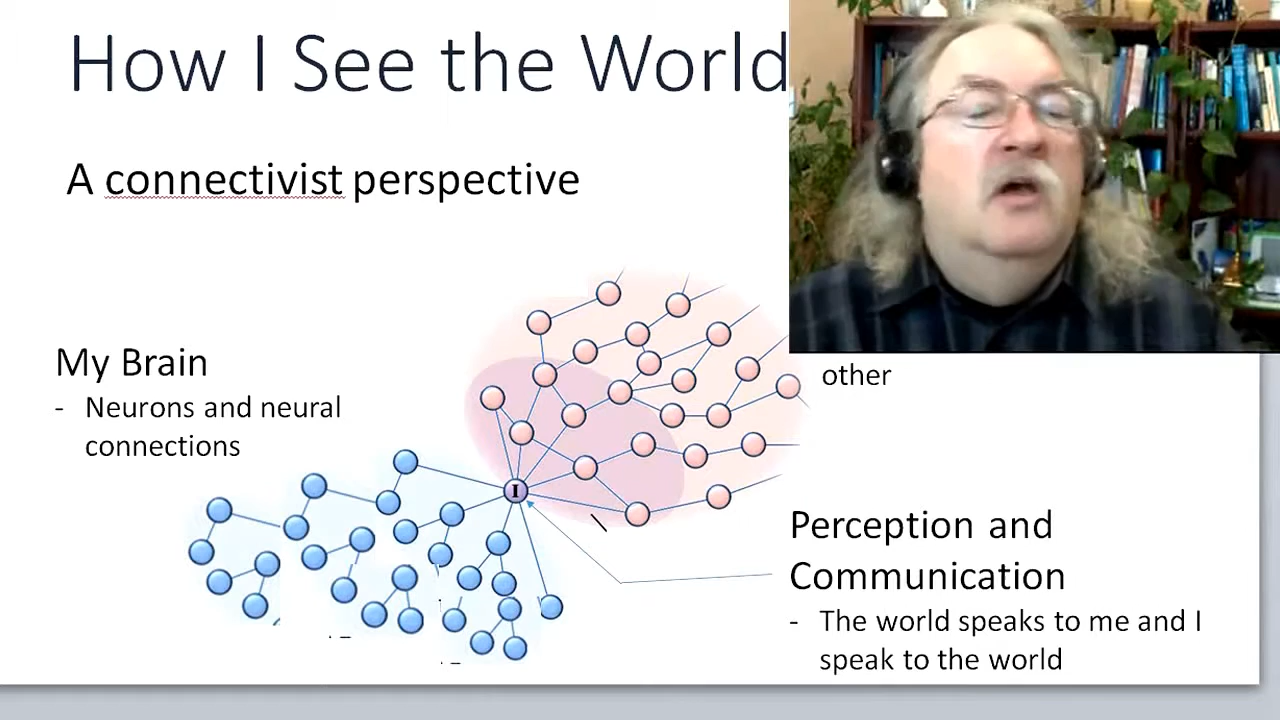 How I See the World
A connectivist perspective
My Brain
- Neurons and neural
connections
other
I
Perception and
Communication
- The world speaks to me and I
speak to the world